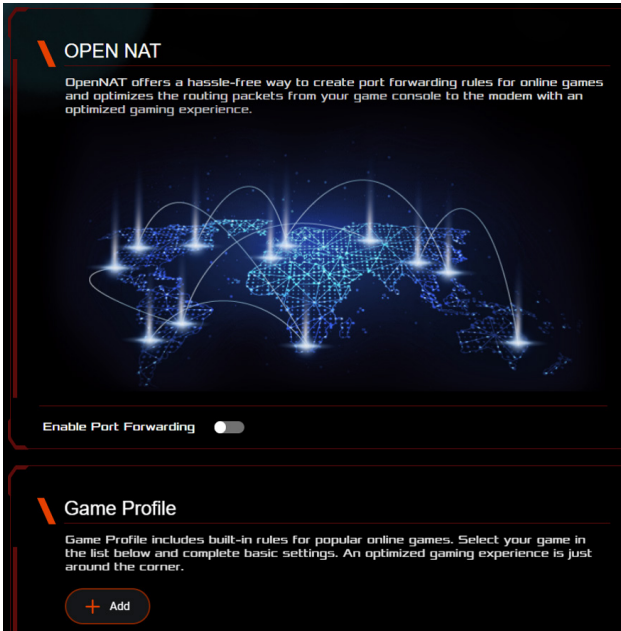 OPEN NAT
OpenNAT offers a hassle-free way to create port forwarding rules for online games
and optimizes the routing packets from your game console to the modem with an
optimized gaming experience.
Enable Port Forwarding
Game Profile
Game Profile includes built-in rules for popular online games. Select your game in
the list below and complete basic settings. An optimized gaming experience is just
around the corner.
Add